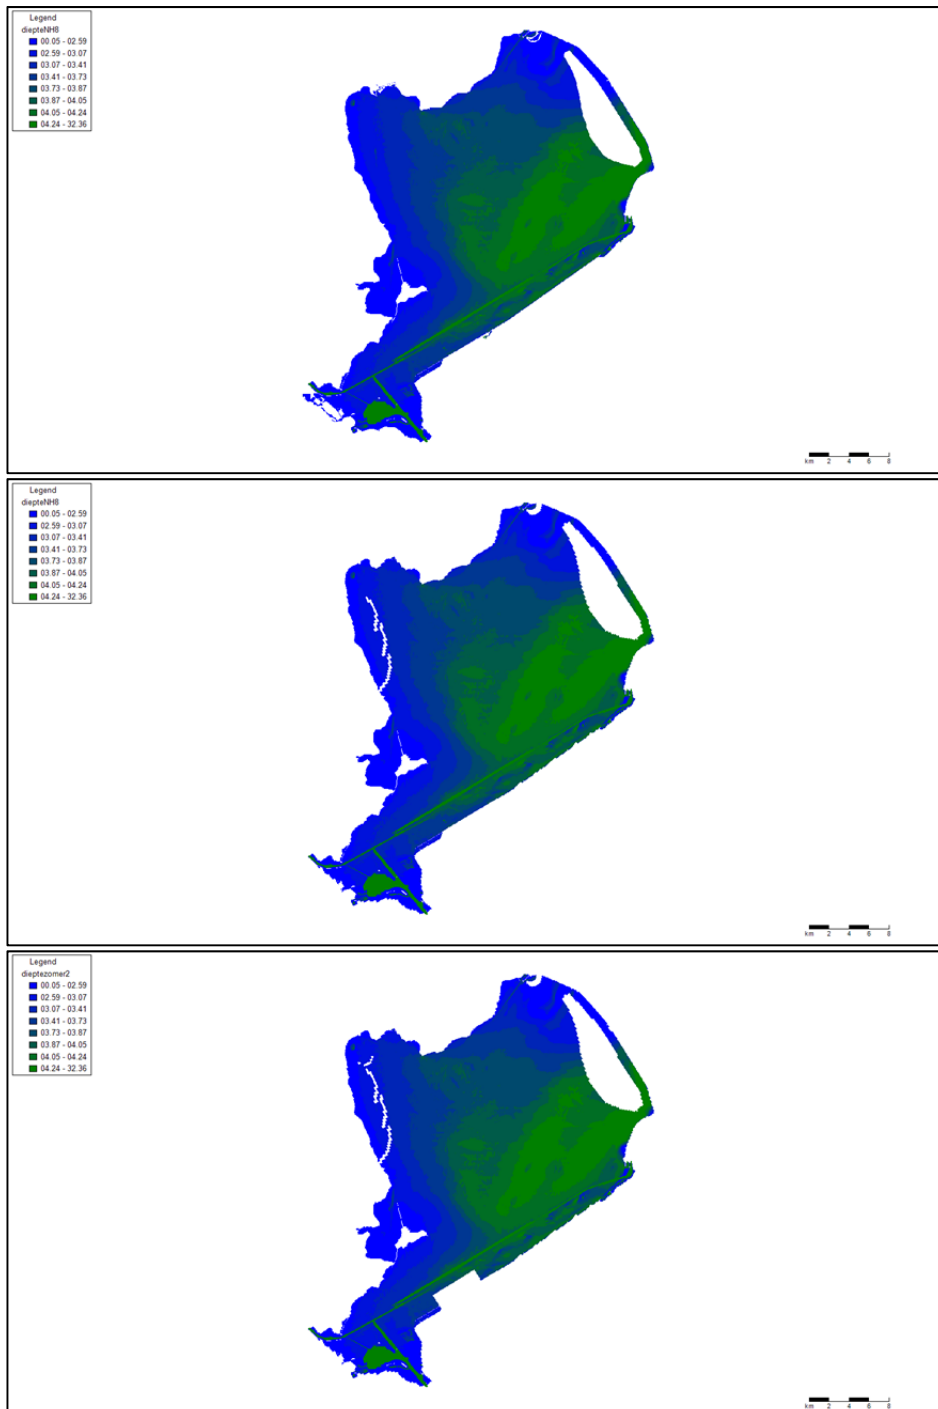 Legend
diepteNH8
00.05 - 02.59
02.59 - 03.07
03.07 - 03.41
03.41 - 03.73
03.73 - 03.87
03.87 - 04.05
04.05 - 04.24
04.24 - 32.36
km 2 4 6 8
Legend
diepteNH8
00.05 - 02.59
02.59 - 03.07
03.07 - 03.41
03.41 - 03.73
03.73 - 03.87
03.87 - 04.05
04.05 - 04.24
04.24 - 32.36
km 2 4 6 8
Legend
dieptezomer2
00.05 - 02.59
02.59 - 03.07
03.07 - 03.41
03.41 - 03.73
03.73 - 03.87
03.87 - 04.05
04.05 - 04.24
04.24 - 32.36
km 2 4 6 8